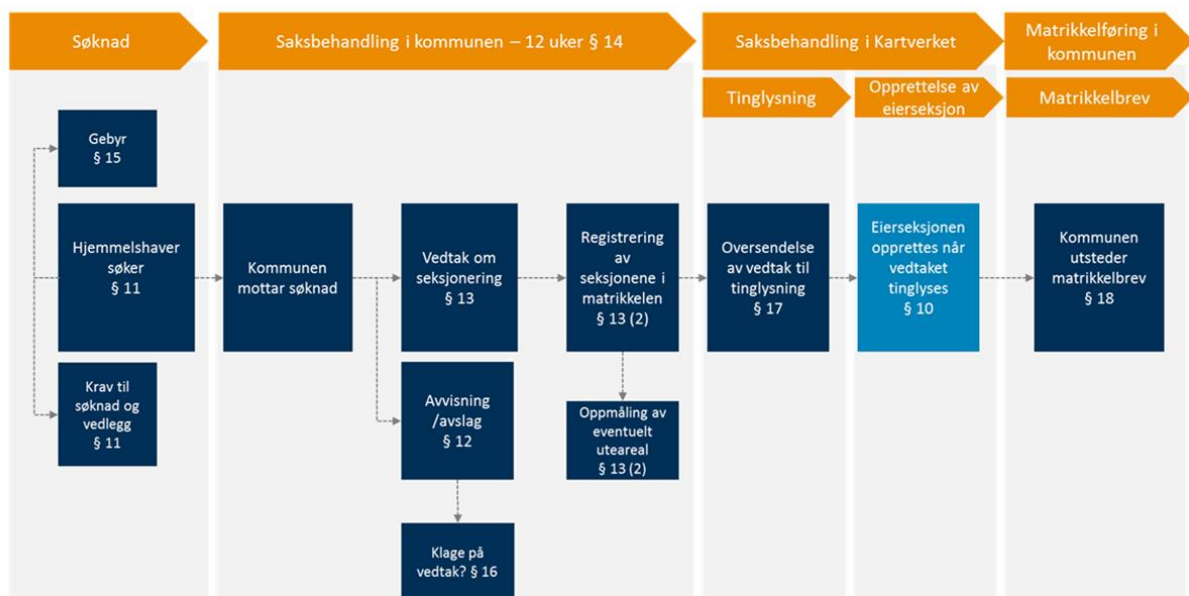 Søknad
Saksbehandling i kommunen – 12 uker § 14
Saksbehandling i Kartverket
Matrikkelføring i
kommunen
Tinglysning
Opprettelse av
eierseksjon
Matrikkelbrev
Gebyr
§ 15
Hjemmelshaver
søker
§ 11
Krav til
søknad og
vedlegg
§ 11
Kommunen
mottar søknad
Vedtak om
seksjonering
§ 13
Avvisning
/avslag
§ 12
Klage på
vedtak? § 16
Registrering
av
seksjonene i
matrikkelen
§ 13 (2)
Oppmåling av
eventuelt
uteareal
§ 13 (2)
Oversendelse
av vedtak til
tinglysning
§ 17
Eierseksjonen
opprettes når
vedtaket
tinglyses
§ 10
Kommunen
utsteder
matrikkelbrev
§ 18